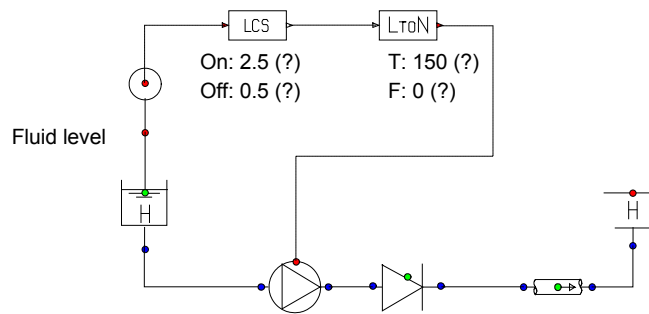 LCS
LTON
On: 2.5 (?)
Off: 0.5 (?)
T: 150 (?)
F: 0 (?)
Fluid level
H
H